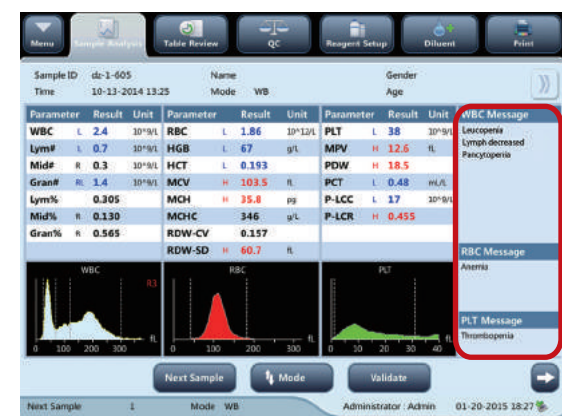 Menu Sample Analysis Table Review QC Reagent Setup Diluent Print
Sample ID dz-1-605 Name Gender
Time 10-13-2014 13:25 Mode WB Age
Parameter Result Unit Parameter Result Unit Parameter Result Unit WBC Message
WBC L 2.4 10^9/L RBC L 1.86 10^12/L PLT L 38 10^9/L Leucopenia
Lym# L 0.7 10^9/L HGB L 67 g/L MPV H 12.6 fL Lymph decreased
Mid# R 0.3 10^9/L HCT L 0.193 PDW H 18.5 Pancytopenia
Gran# RL 1.4 10^9/L MCV H 103.5 fL PCT L 0.48 mL/L
Lym% 0.305 MCH H 35.8 pg P-LCC L 17 10^9/L
Mid% R 0.130 MCHC 346 g/L P-LCR H 0.455
Gran% R 0.565 RDW-CV 0.157
RDW-SD H 60.7 fL RBC Message
WBC RBC PLT Anemia
R3
PLT Message
Thrombopenia
0 100 200 300 fL 0 100 200 300 fL 0 10 20 30 40 fL
Next Sample Mode Validate
Next Sample 1 Mode WB Administrator : Admin 01-20-2015 18:27